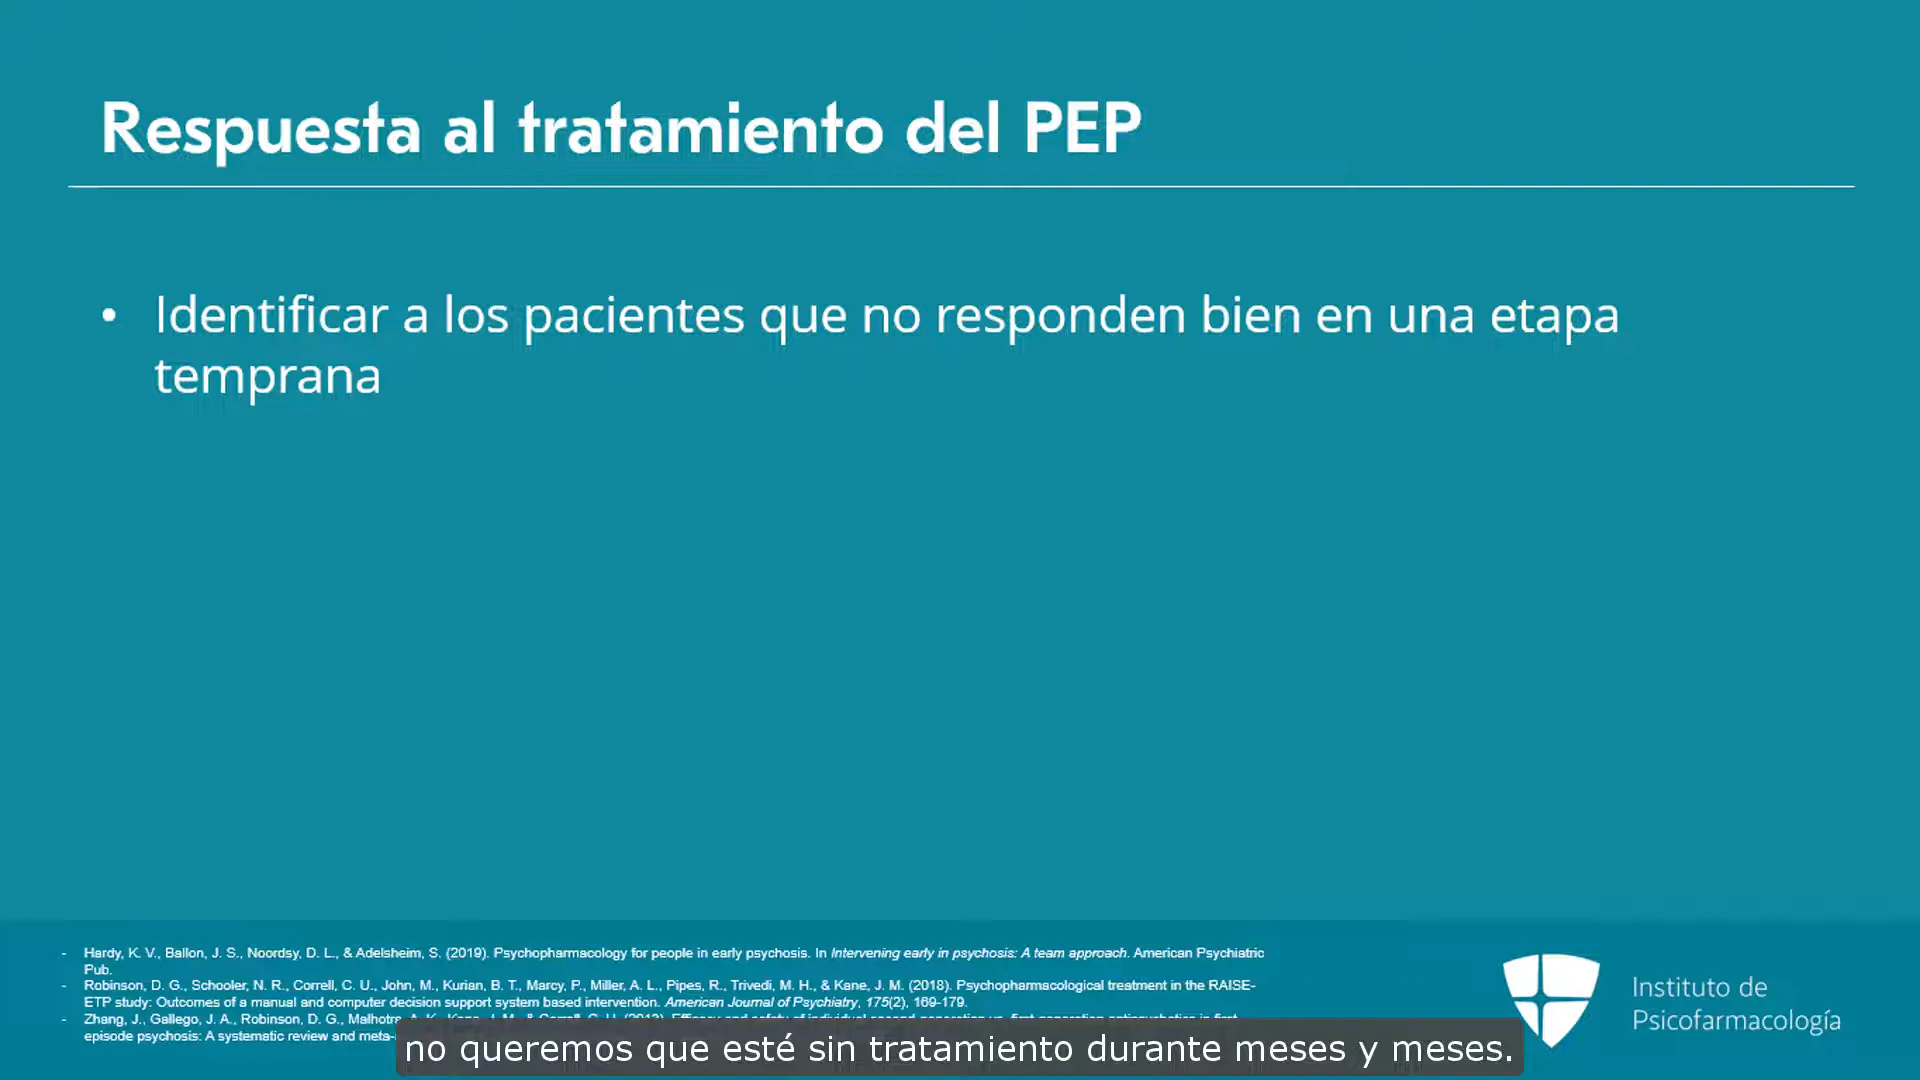 Respuesta al tratamiento del PEP
• Identificar a los pacientes que no responden bien en una etapa
temprana
- Hardy, K. V., Ballon, J. S., Noordsy, D. L., & Adelsheim, S. (2019). Psychopharmacology for people in early psychosis. In Intervening early in psychosis: A team approach. American Psychiatric
Pub.
- Robinson, D. G., Schooler, N. R., Correll, C. U., John, M., Kurian, B. T., Marcy, P., Miller, A. L., Pipes, R., Trivedi, M. H., & Kane, J. M. (2018). Psychopharmacological treatment in the RAISE-
ETP study: Outcomes of a manual and computer decision support system based intervention. American Journal of Psychiatry, 175(2), 169-179.
- Zhang, J., Gallego, J. A., Robinson, D. G., Malhotra,
episode psychosis: A systematic review and meta-
no queremos que esté sin tratamiento durante meses y meses.
Instituto de
Psicofarmacología